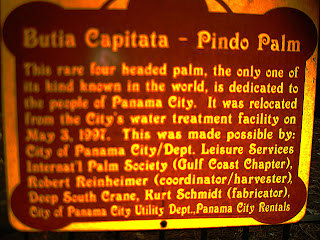 Butia Capitata - Pindo Palm
This rare four headed palm, the only one of
its kind known in the world, is dedicated to
the people of Panama City. It was relocated
from the City's water treatment facility on
May 3, 1997. This was made possible by:
City of Panama City/Dept. Leisure Services
Internat'l Palm Society (Gulf Coast Chapter),
Robert Reinheimer (coordinator/harvester),
Deep South Crane, Kurt Schmidt (fabricator),
City of Panama City Utility Dept.,Panama City Rentals